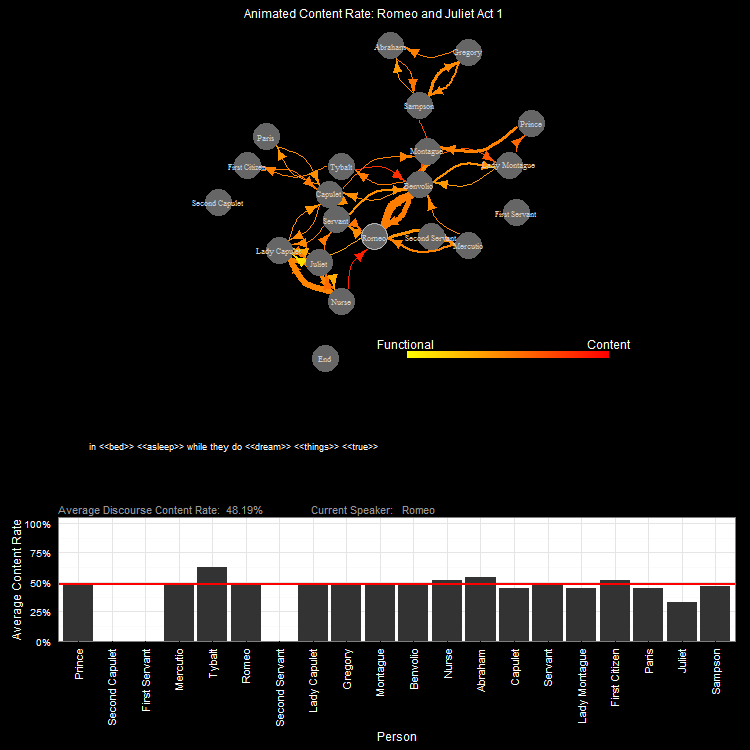 Animated Content Rate: Romeo and Juliet Act 1
Abraham
Gregory
Sampson
Prince
Paris
Montague
First Citizen
Tybalt
Lady Montague
Benvolio
Capulet
Second Capulet
First Servant
Servant
Romeo
Second Servant
Mercutio
Lady Capulet
Juliet
Nurse
Functional
Content
End
in <<bed>> <<asleep>> while they do <<dream>> <<things>> <<true>>
Average Discourse Content Rate: 48.19%
Current Speaker: Romeo
Average Content Rate
100%
75%
50%
25%
0%
Prince
Second Capulet
First Servant
Mercutio
Tybalt
Romeo
Second Servant
Lady Capulet
Gregory
Montague
Benvolio
Nurse
Abraham
Capulet
Servant
Lady Montague
First Citizen
Paris
Juliet
Sampson
Person